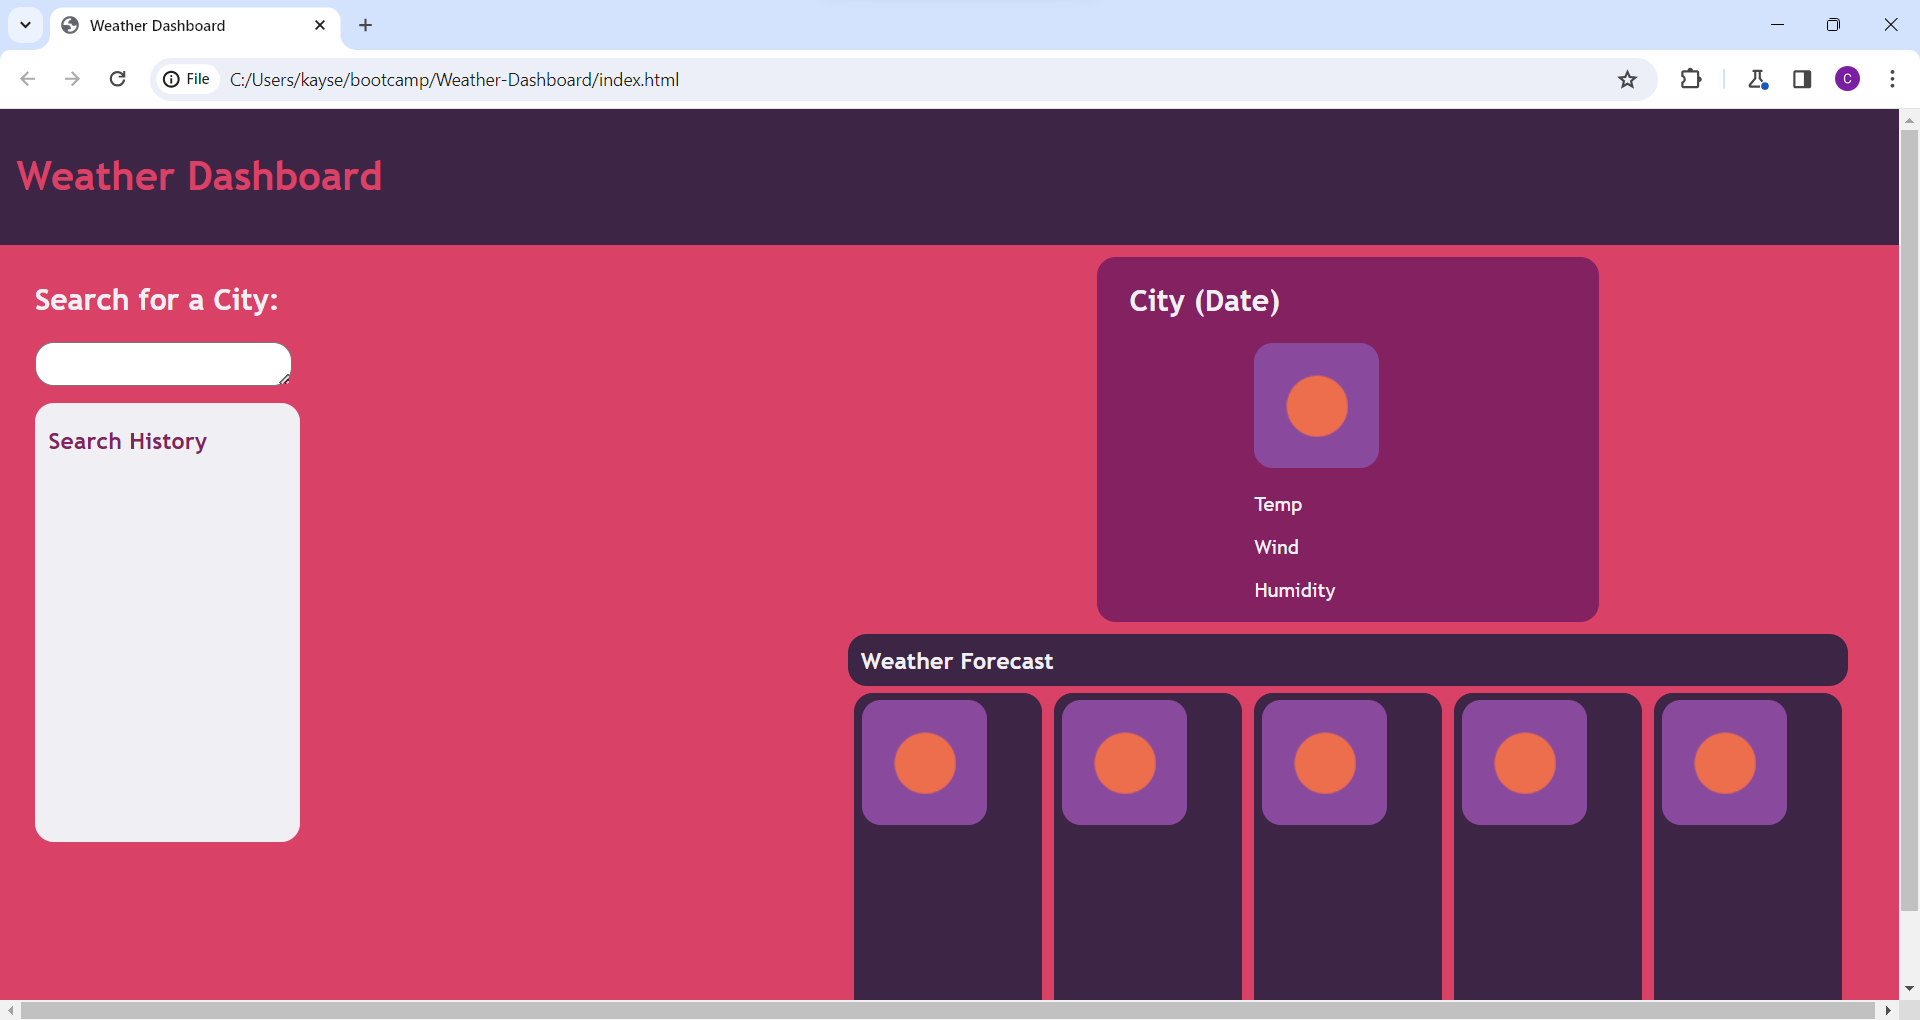 Weather Dashboard
File C:/Users/kayse/bootcamp/Weather-Dashboard/index.html
C
Weather Dashboard
Search for a City:
Search History
City (Date)
Temp
Wind
Humidity
Weather Forecast